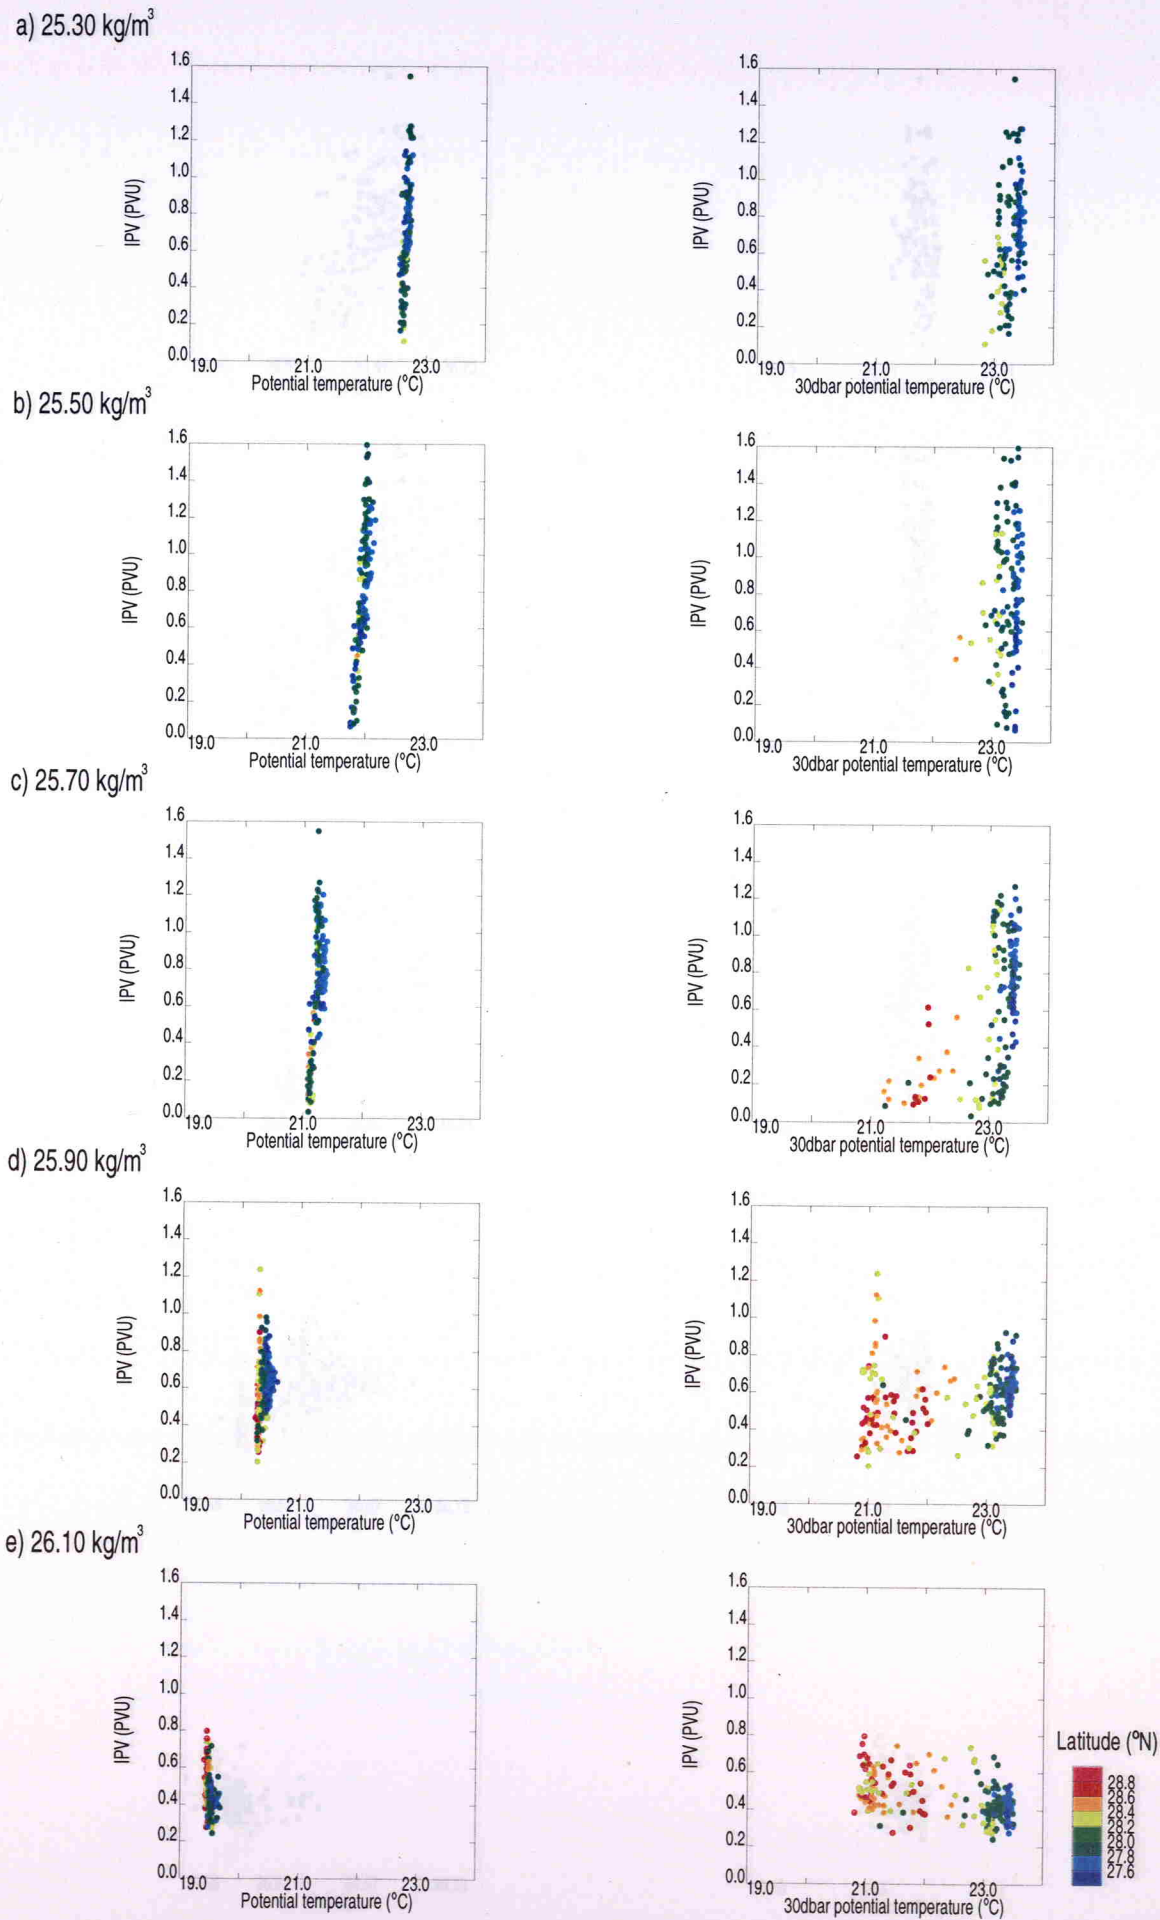 a) 25.30 kg/m³
1.6 1.6
1.4 1.4
1.2 1.2
1.0 1.0
IPV (PVU) IPV (PVU)
0.8 0.8
0.6 0.6
0.4 0.4
0.2 0.2
0.0 0.0
19.0 21.0 23.0 19.0 21.0 23.0
Potential temperature (°C) 30dbar potential temperature (°C)
b) 25.50 kg/m³
1.6 1.6
1.4 1.4
1.2 1.2
1.0 1.0
IPV (PVU) IPV (PVU)
0.8 0.8
0.6 0.6
0.4 0.4
0.2 0.2
0.0 0.0
19.0 21.0 23.0 19.0 21.0 23.0
Potential temperature (°C) 30dbar potential temperature (°C)
c) 25.70 kg/m³
1.6 1.6
1.4 1.4
1.2 1.2
1.0 1.0
IPV (PVU) IPV (PVU)
0.8 0.8
0.6 0.6
0.4 0.4
0.2 0.2
0.0 0.0
19.0 21.0 23.0 19.0 21.0 23.0
Potential temperature (°C) 30dbar potential temperature (°C)
d) 25.90 kg/m³
1.6 1.6
1.4 1.4
1.2 1.2
1.0 1.0
IPV (PVU) IPV (PVU)
0.8 0.8
0.6 0.6
0.4 0.4
0.2 0.2
0.0 0.0
19.0 21.0 23.0 19.0 21.0 23.0
Potential temperature (°C) 30dbar potential temperature (°C)
e) 26.10 kg/m³
1.6 1.6
1.4 1.4
1.2 1.2
1.0 1.0
IPV (PVU) IPV (PVU)
0.8 0.8
0.6 0.6
0.4 0.4
0.2 0.2
0.0 0.0
19.0 21.0 23.0 19.0 21.0 23.0
Potential temperature (°C) 30dbar potential temperature (°C)
Latitude (°N)
28.8
28.6
28.4
28.2
28.0
27.8
27.6